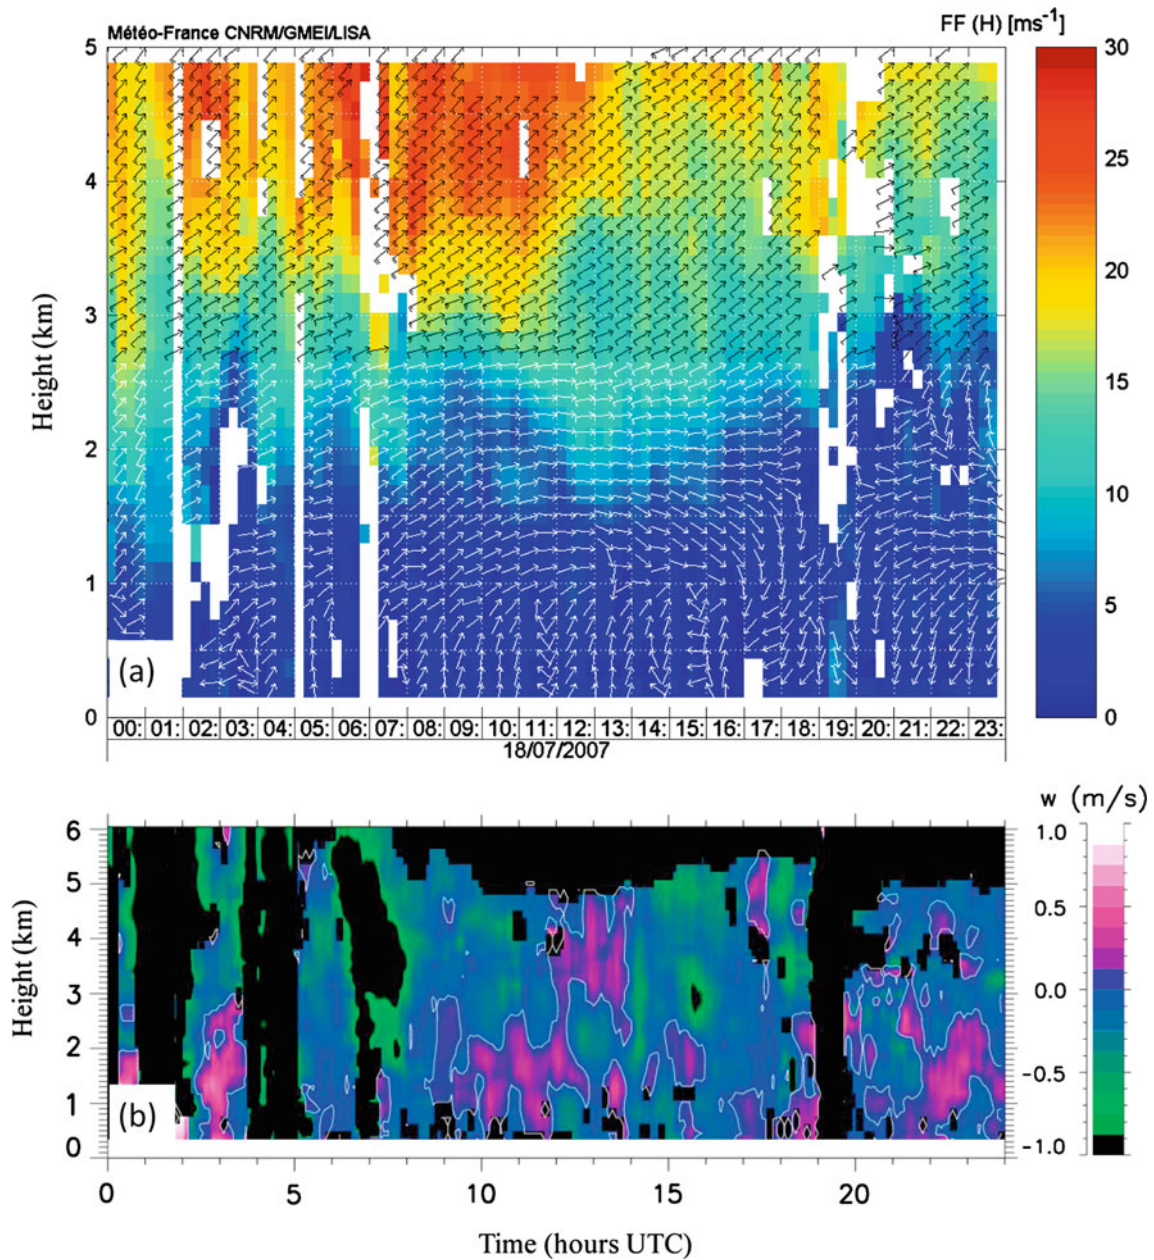 Météo-France CNRM/GMEI/LISA
FF (H) [ms⁻¹]
5
4
3
2
1
0
Height (km)
(a)
00: 01: 02: 03: 04: 05: 06: 07: 08: 09: 10: 11: 12: 13: 14: 15: 16: 17: 18: 19: 20: 21: 22: 23:
18/07/2007
30
25
20
15
10
5
0
w (m/s)
6
5
4
3
2
1
0
Height (km)
(b)
1.0
0.5
0.0
-0.5
-1.0
0 5 10 15 20
Time (hours UTC)